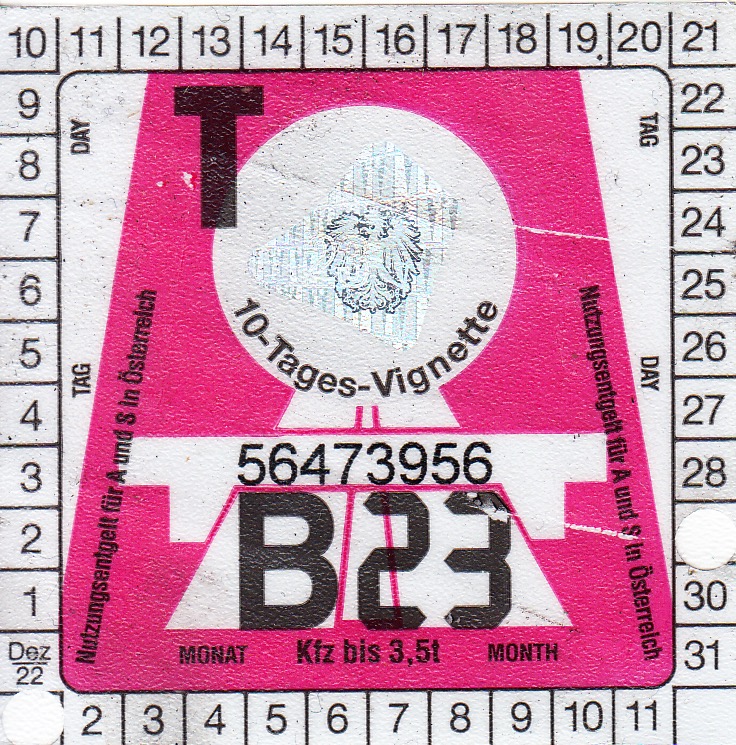 10 11 12 13 14 15 16 17 18 19 20 21
9 22
8 23
7 24
6 25
5 26
4 27
3 28
2
1 30
Dez
22
31
2 3 4 5 6 7 8 9 10 11
DAY
TAG
T
TAG
DAY
10-Tages-Vignette
Nutzungsentgelt für A und S in Österreich
Nutzungsentgelt für A und S in Österreich
56473956
B 23
MONAT Kfz bis 3,5t MONTH